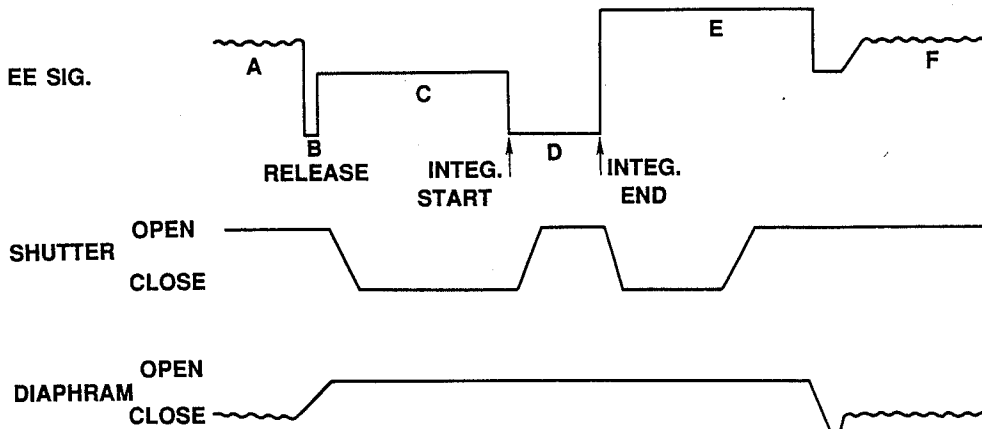 EE SIG.
A
B
C
D
E
F
RELEASE
INTEG.
START
INTEG.
END
SHUTTER
OPEN
CLOSE
DIAPHRAM
OPEN
CLOSE